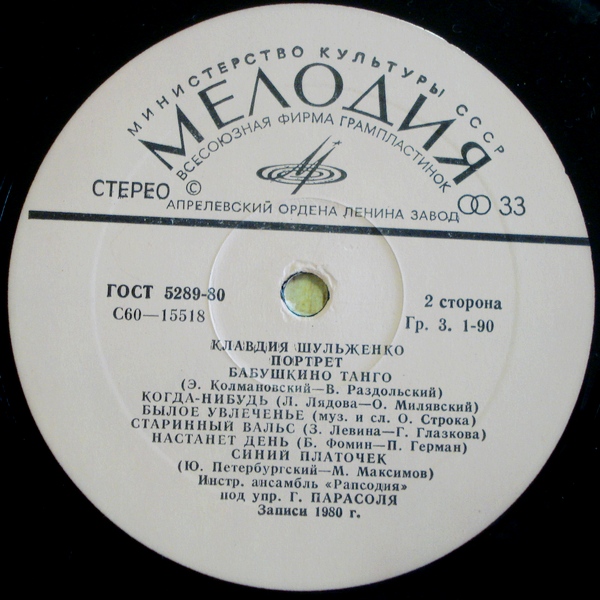 МИНИСТЕРСТВО КУЛЬТУРЫ СССР
МЕЛОДИЯ
ВСЕСОЮЗНАЯ ФИРМА ГРАМПЛАСТИНОК
СТЕРЕО ©
33
АПРЕЛЕВСКИЙ ОРДЕНА ЛЕНИНА ЗАВОД
ГОСТ 5289-80
2 сторона
С60—15518
Гр. 3. 1-90
КЛАВДИЯ ШУЛЬЖЕНКО
ПОРТРЕТ
БАБУШКИНО ТАНГО
(Э. Колмановский—В. Раздольский)
КОГДА-НИБУДЬ (Л. Лядова—О. Милявский)
БЫЛОЕ УВЛЕЧЕНЬЕ (муз. и сл. О. Строка)
СТАРИННЫЙ ВАЛЬС (З. Левина—Г. Глазкова)
НАСТАНЕТ ДЕНЬ (Б. Фомин—П. Герман)
СИНИЙ ПЛАТОЧЕК
(Ю. Петербургский—М. Максимов)
Инстр. ансамбль «Рапсодия»
под упр. Г. ПАРАСОЛЯ
Записи 1980 г.